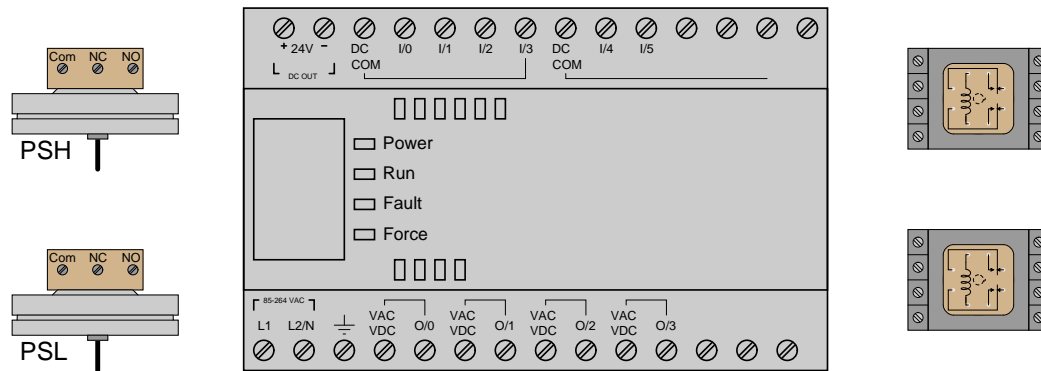 Com NC NO
PSH
Com NC NO
PSL
+ 24V -
DC OUT
DC COM
I/0
I/1
I/2
I/3
DC COM
I/4
I/5
Power
Run
Fault
Force
85-264 VAC
L1
L2/N
VAC VDC
O/0
VAC VDC
O/1
VAC VDC
O/2
VAC VDC
O/3